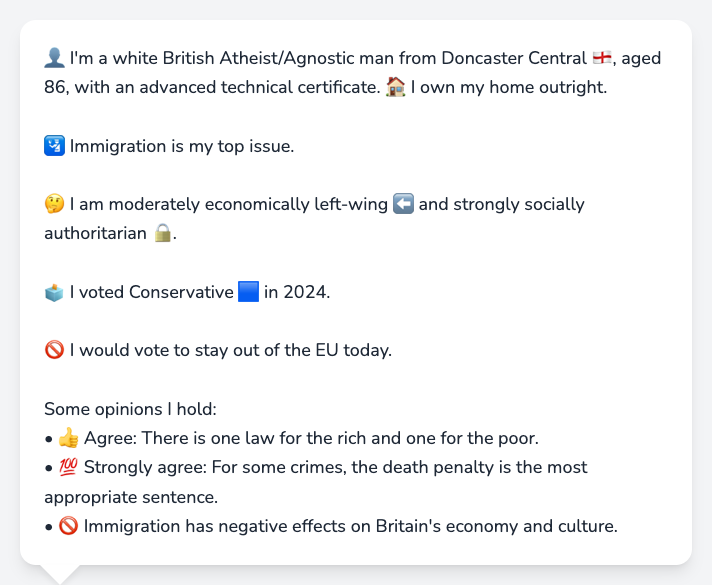 👤 I'm a white British Atheist/Agnostic man from Doncaster Central 🏴󠁧󠁢󠁥󠁮󠁧󠁿, aged
86, with an advanced technical certificate. 🏠 I own my home outright.
🛂 Immigration is my top issue.
🤔 I am moderately economically left-wing ⬅️ and strongly socially
authoritarian 🔒.
🗳️ I voted Conservative 🟦 in 2024.
🚫 I would vote to stay out of the EU today.
Some opinions I hold:
• 👍 Agree: There is one law for the rich and one for the poor.
• 💯 Strongly agree: For some crimes, the death penalty is the most
appropriate sentence.
• 🚫 Immigration has negative effects on Britain's economy and culture.